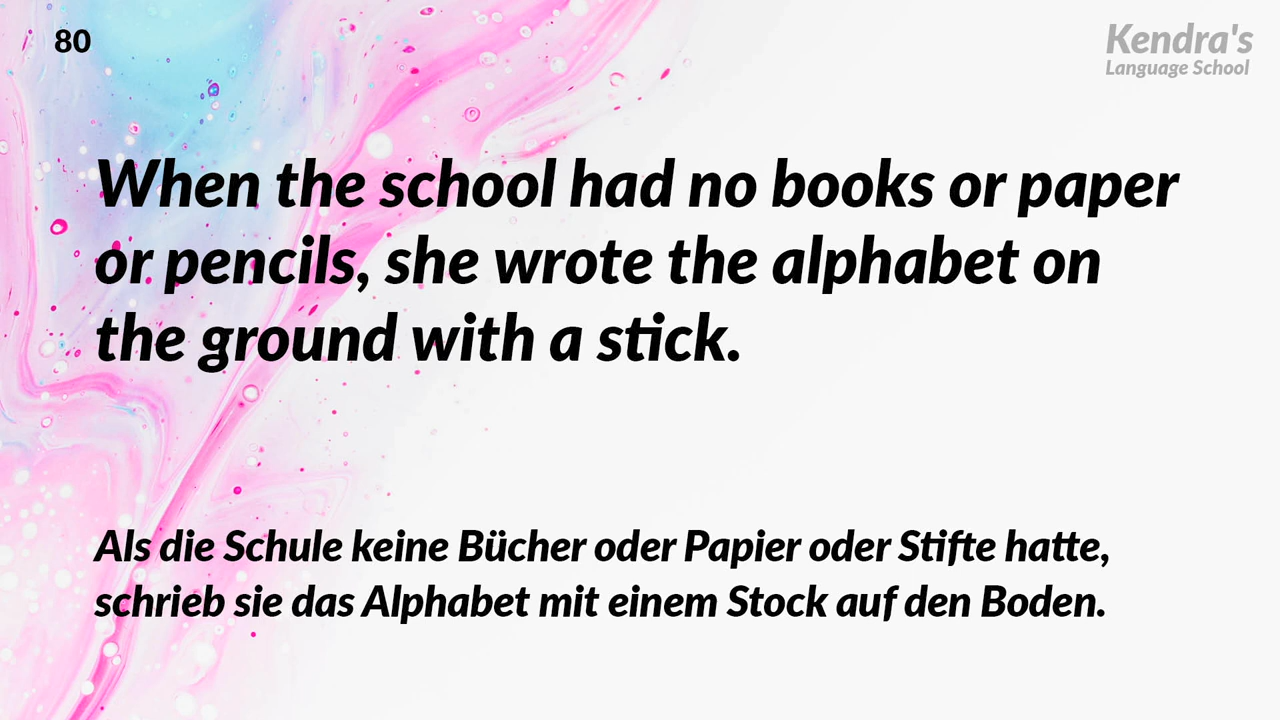 80
Kendra's
Language School
When the school had no books or paper
or pencils, she wrote the alphabet on
the ground with a stick.
Als die Schule keine Bücher oder Papier oder Stifte hatte,
schrieb sie das Alphabet mit einem Stock auf den Boden.